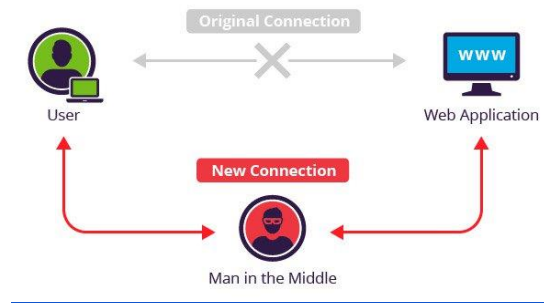 Original Connection
www
User
Web Application
New Connection
Man in the Middle